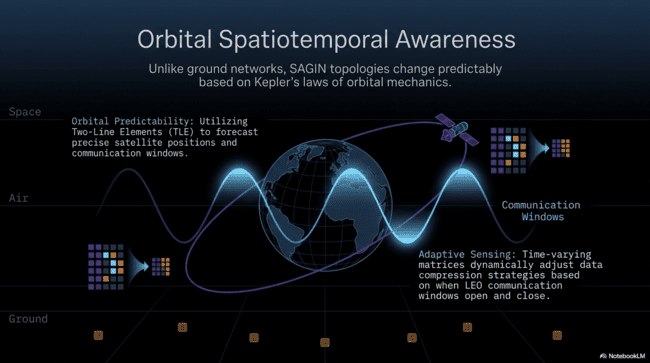 Orbital Spatiotemporal Awareness
Unlike ground networks, SAGIN topologies change predictably
based on Kepler's laws of orbital mechanics.
Space
Orbital Predictability: Utilizing
Two-Line Elements (TLE) to forecast
precise satellite positions and
communication windows.
Air
Communication
Windows
Adaptive Sensing: Time-varying
matrices dynamically adjust data
compression strategies based
on when LEO communication
windows open and close.
Ground
NotebookLM